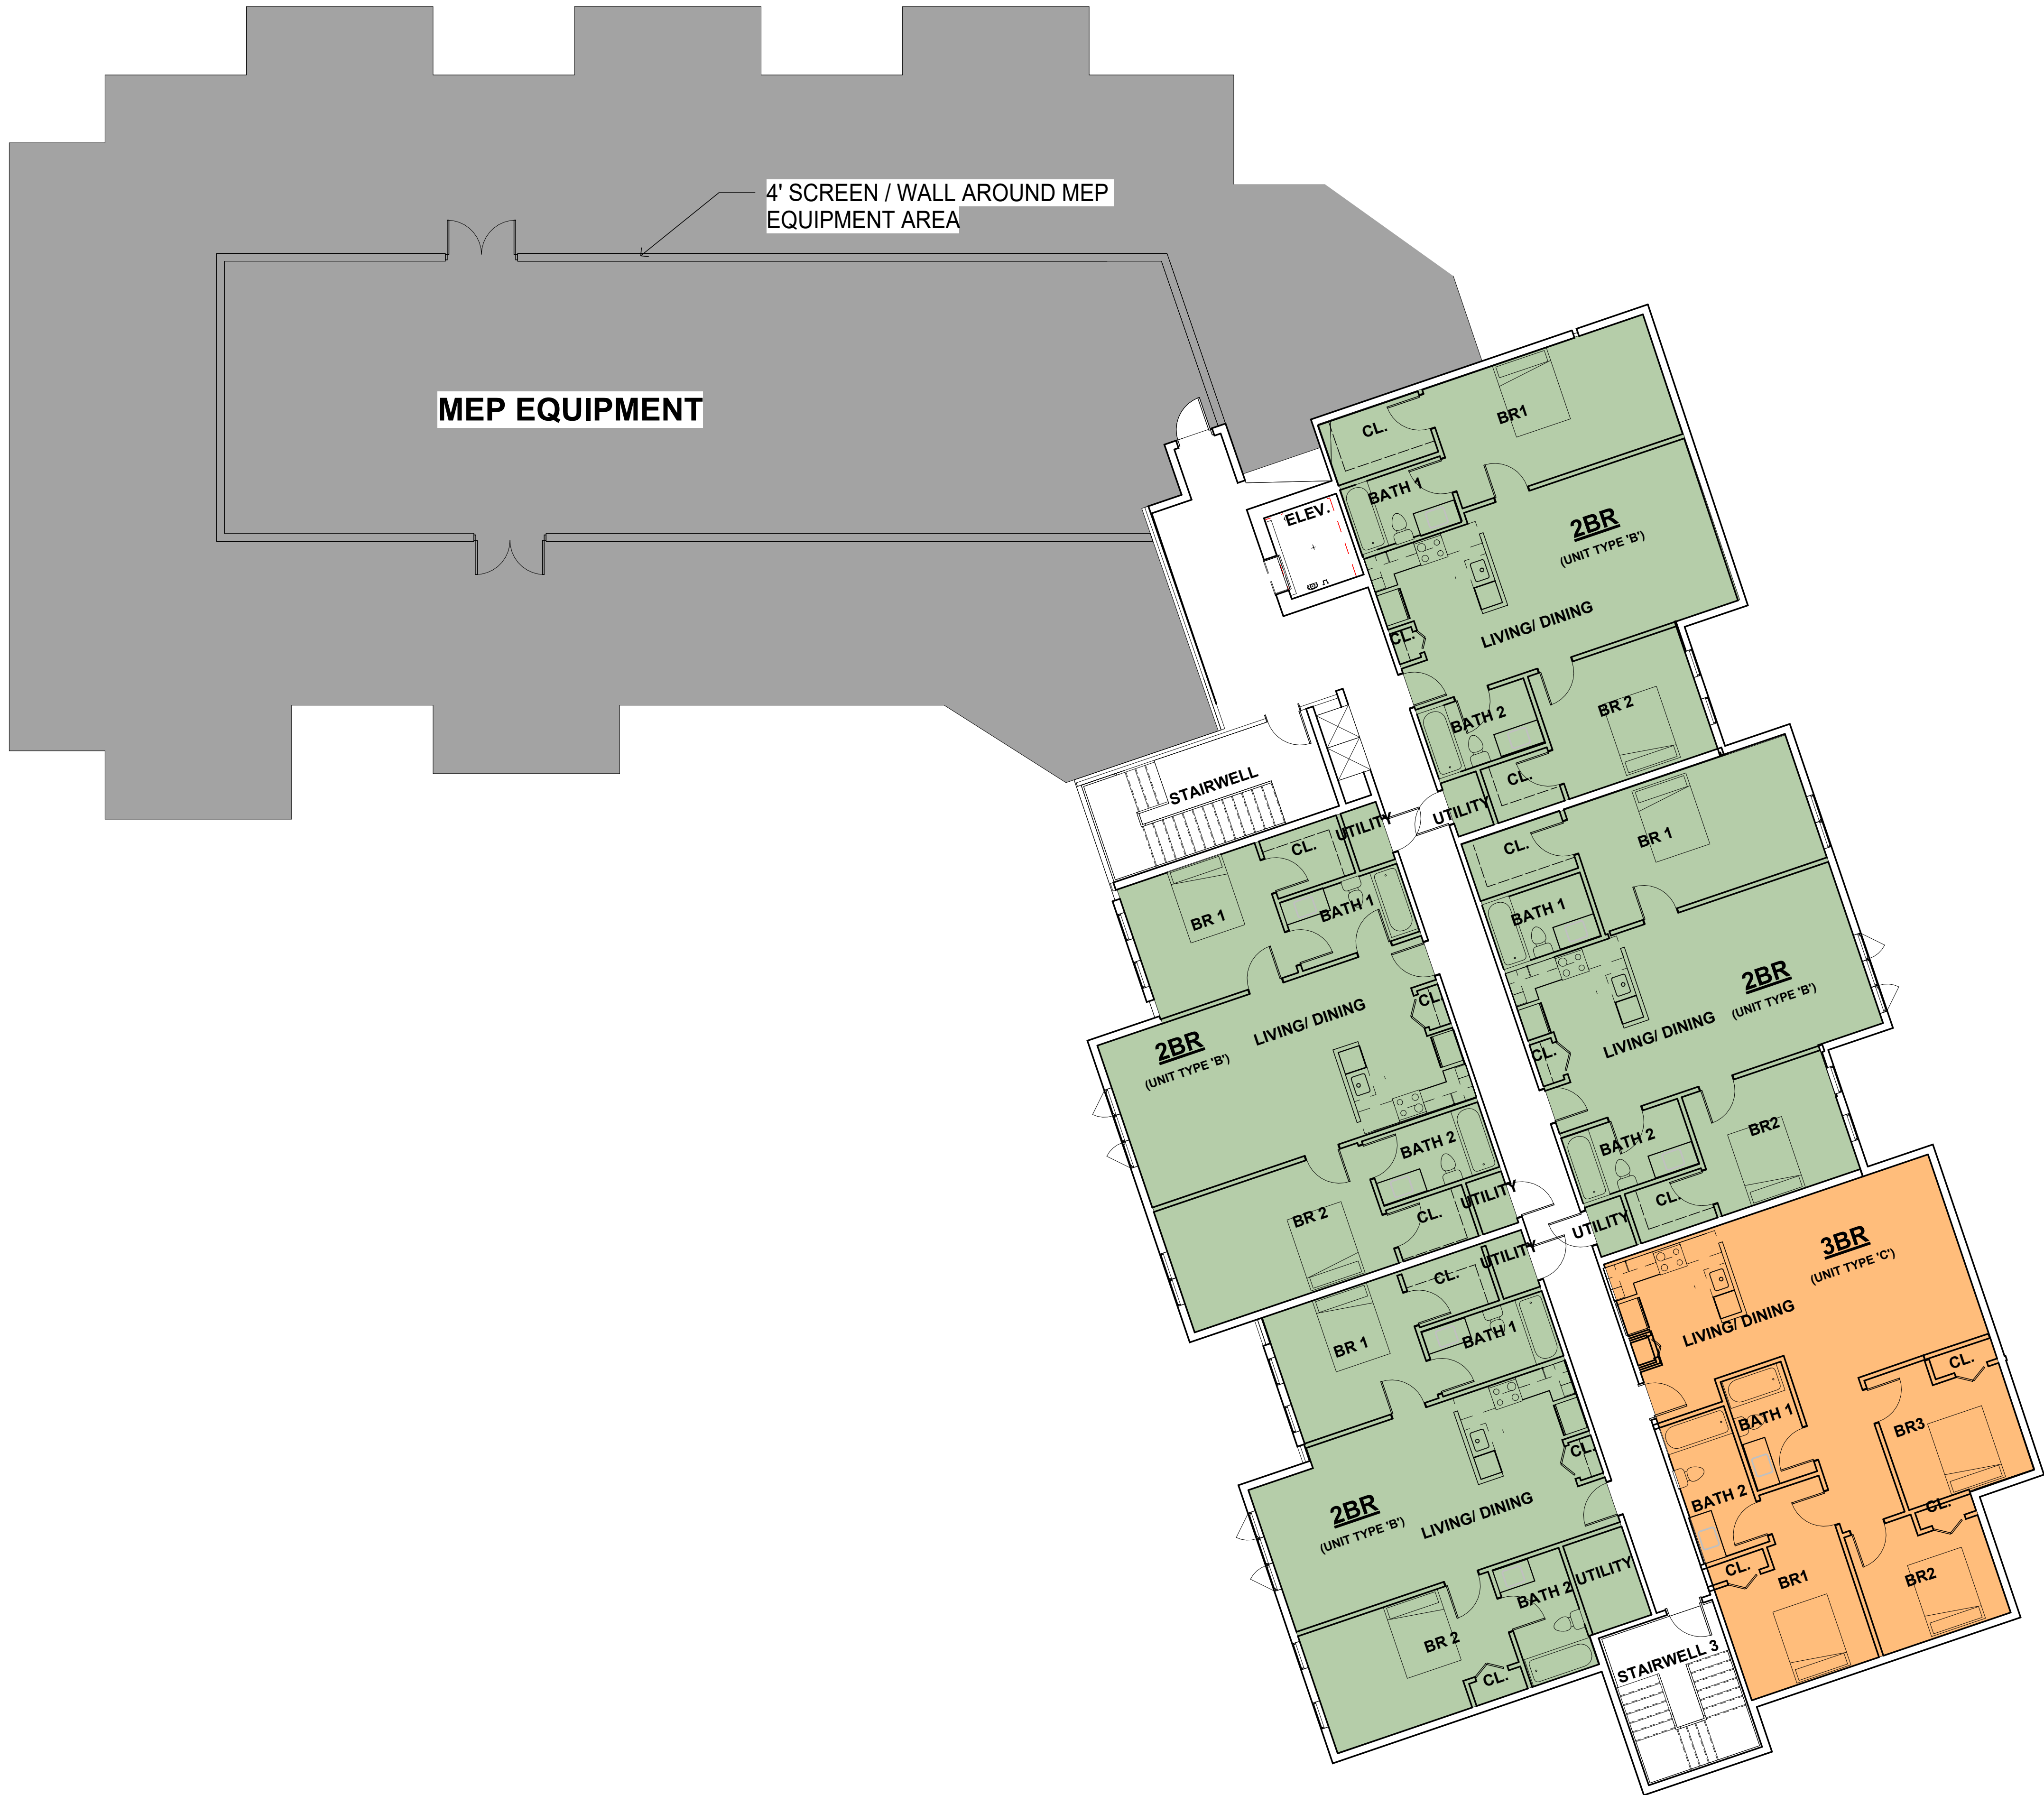 4' SCREEN / WALL AROUND MEP
EQUIPMENT AREA
MEP EQUIPMENT
BR1
CL.
BATH 1
ELEV.
2BR
(UNIT TYPE 'B')
LIVING/ DINING
CL.
BATH 2
BR 2
CL.
UTILITY
STAIRWELL
UTILITY
CL.
BR 1
BATH 1
CL.
2BR
(UNIT TYPE 'B')
LIVING/ DINING
BATH 2
BR 2
CL.
UTILITY
CL.
BR 1
BATH 1
2BR
(UNIT TYPE 'B')
LIVING/ DINING
CL.
BATH 2
BR2
CL.
UTILITY
UTILITY
CL.
BR 1
BATH 1
CL.
2BR
(UNIT TYPE 'B')
LIVING/ DINING
BATH 2
UTILITY
BR 2
CL.
3BR
(UNIT TYPE 'C')
LIVING/ DINING
CL.
BATH 1
BR3
BATH 2
CL.
CL.
BR1
BR2
STAIRWELL 3